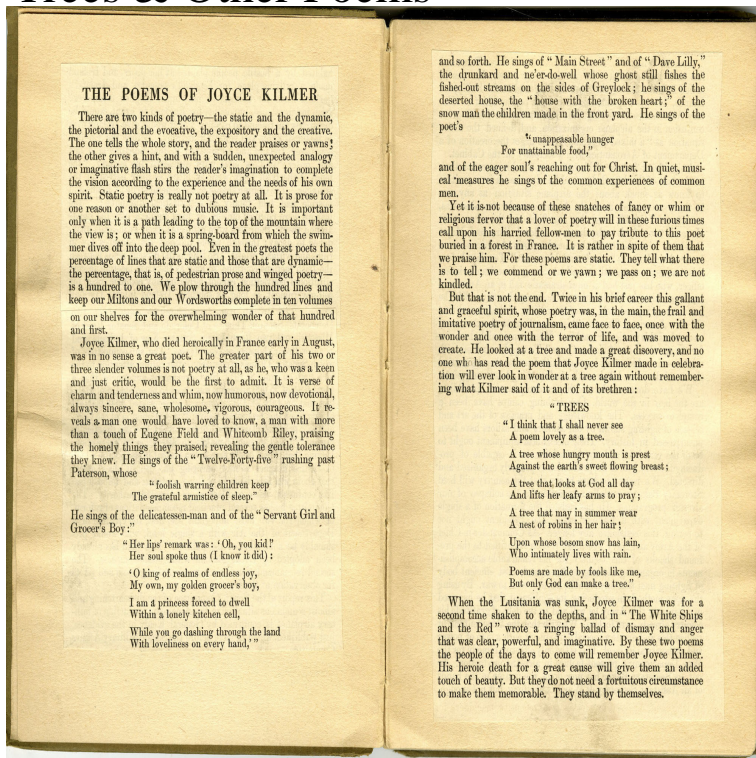 Trees & Other Poems
THE POEMS OF JOYCE KILMER
There are two kinds of poetry—the static and the dynamic,
the pictorial and the evocative, the expository and the creative.
The one tells the whole story, and the reader praises or yawns;
the other gives a hint, and with a sudden, unexpected analogy
or imaginative flash stirs the reader's imagination to complete
the vision according to the experience and the needs of his own
spirit. Static poetry is really not poetry at all. It is prose for
one reason or another set to dubious music. It is important
only when it is a path leading to the top of the mountain where
the view is; or when it is a spring-board from which the swim-
mer dives off into the deep pool. Even in the greatest poets the
percentage of lines that are static and those that are dynamic—
the percentage, that is, of pedestrian prose and winged poetry—
is a hundred to one. We plow through the hundred lines and
keep our Miltons and our Wordsworths complete in ten volumes
on our shelves for the overwhelming wonder of that hundred
and first.
Joyce Kilmer, who died heroically in France early in August,
was in no sense a great poet. The greater part of his two or
three slender volumes is not poetry at all, as he, who was a keen
and just critic, would be the first to admit. It is verse of
charm and tenderness and whim, now humorous, now devotional,
always sincere, sane, wholesome, vigorous, courageous. It re-
veals a man one would have loved to know, a man with more
than a touch of Eugene Field and Whitcomb Riley, praising
the homely things they praised, revealing the gentle tolerance
they knew. He sings of the "Twelve-Forty-five" rushing past
Paterson, whose
"foolish warring children keep
The grateful armistice of sleep."
He sings of the delicatessen-man and of the "Servant Girl and
Grocer's Boy:"
"Her lips' remark was: 'Oh, you kid!'
Her soul spoke thus (I know it did):
'O king of realms of endless joy,
My own, my golden grocer's boy,
I am a princess forced to dwell
Within a lonely kitchen cell,
While you go dashing through the land
With loveliness on every hand,'"
and so forth. He sings of "Main Street" and of "Dave Lilly,"
the drunkard and ne'er-do-well whose ghost still fishes the
fished-out streams on the sides of Greylock; he sings of the
deserted house, the "house with the broken heart;" of the
snow man the children made in the front yard. He sings of the
poet's
"unappeasable hunger
For unattainable food,"
and of the eager soul's reaching out for Christ. In quiet, musi-
cal measures he sings of the common experiences of common
men.
Yet it is not because of these snatches of fancy or whim or
religious fervor that a lover of poetry will in these furious times
call upon his harried fellow-men to pay tribute to this poet
buried in a forest in France. It is rather in spite of them that
we praise him. For these poems are static. They tell what there
is to tell; we commend or we yawn; we pass on; we are not
kindled.
But that is not the end. Twice in his brief career this gallant
and graceful spirit, whose poetry was, in the main, the frail and
imitative poetry of journalism, came face to face, once with the
wonder and once with the terror of life, and was moved to
create. He looked at a tree and made a great discovery, and no
one who has read the poem that Joyce Kilmer made in celebra-
tion will ever look in wonder at a tree again without remember-
ing what Kilmer said of it and of its brethren:
"TREES
"I think that I shall never see
A poem lovely as a tree.
A tree whose hungry mouth is prest
Against the earth's sweet flowing breast;
A tree that looks at God all day
And lifts her leafy arms to pray;
A tree that may in summer wear
A nest of robins in her hair;
Upon whose bosom snow has lain,
Who intimately lives with rain.
Poems are made by fools like me,
But only God can make a tree."
When the Lusitania was sunk, Joyce Kilmer was for a
second time shaken to the depths, and in "The White Ships
and the Red" wrote a ringing ballad of dismay and anger
that was clear, powerful, and imaginative. By these two poems
the people of the days to come will remember Joyce Kilmer.
His heroic death for a great cause will give them an added
touch of beauty. But they do not need a fortuitous circumstance
to make them memorable. They stand by themselves.